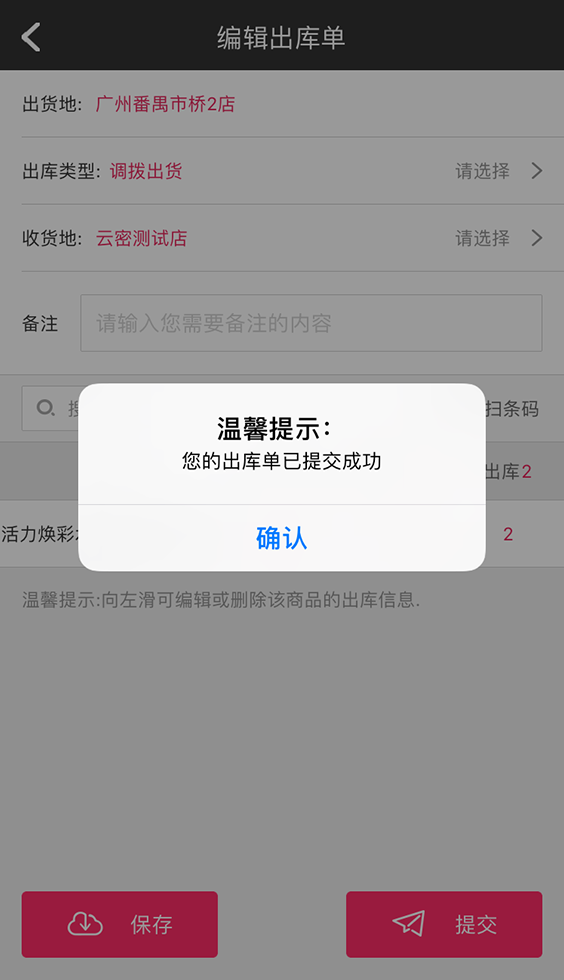 编辑出库单
出货地: 广州番禺市桥2店
出库类型: 调拨出货 请选择
收货地: 云密测试店 请选择
备注 请输入您需要备注的内容
扫条码
温馨提示：
您的出库单已提交成功
出库2
确认
活力焕彩 2
温馨提示:向左滑可编辑或删除该商品的出库信息.
保存 提交